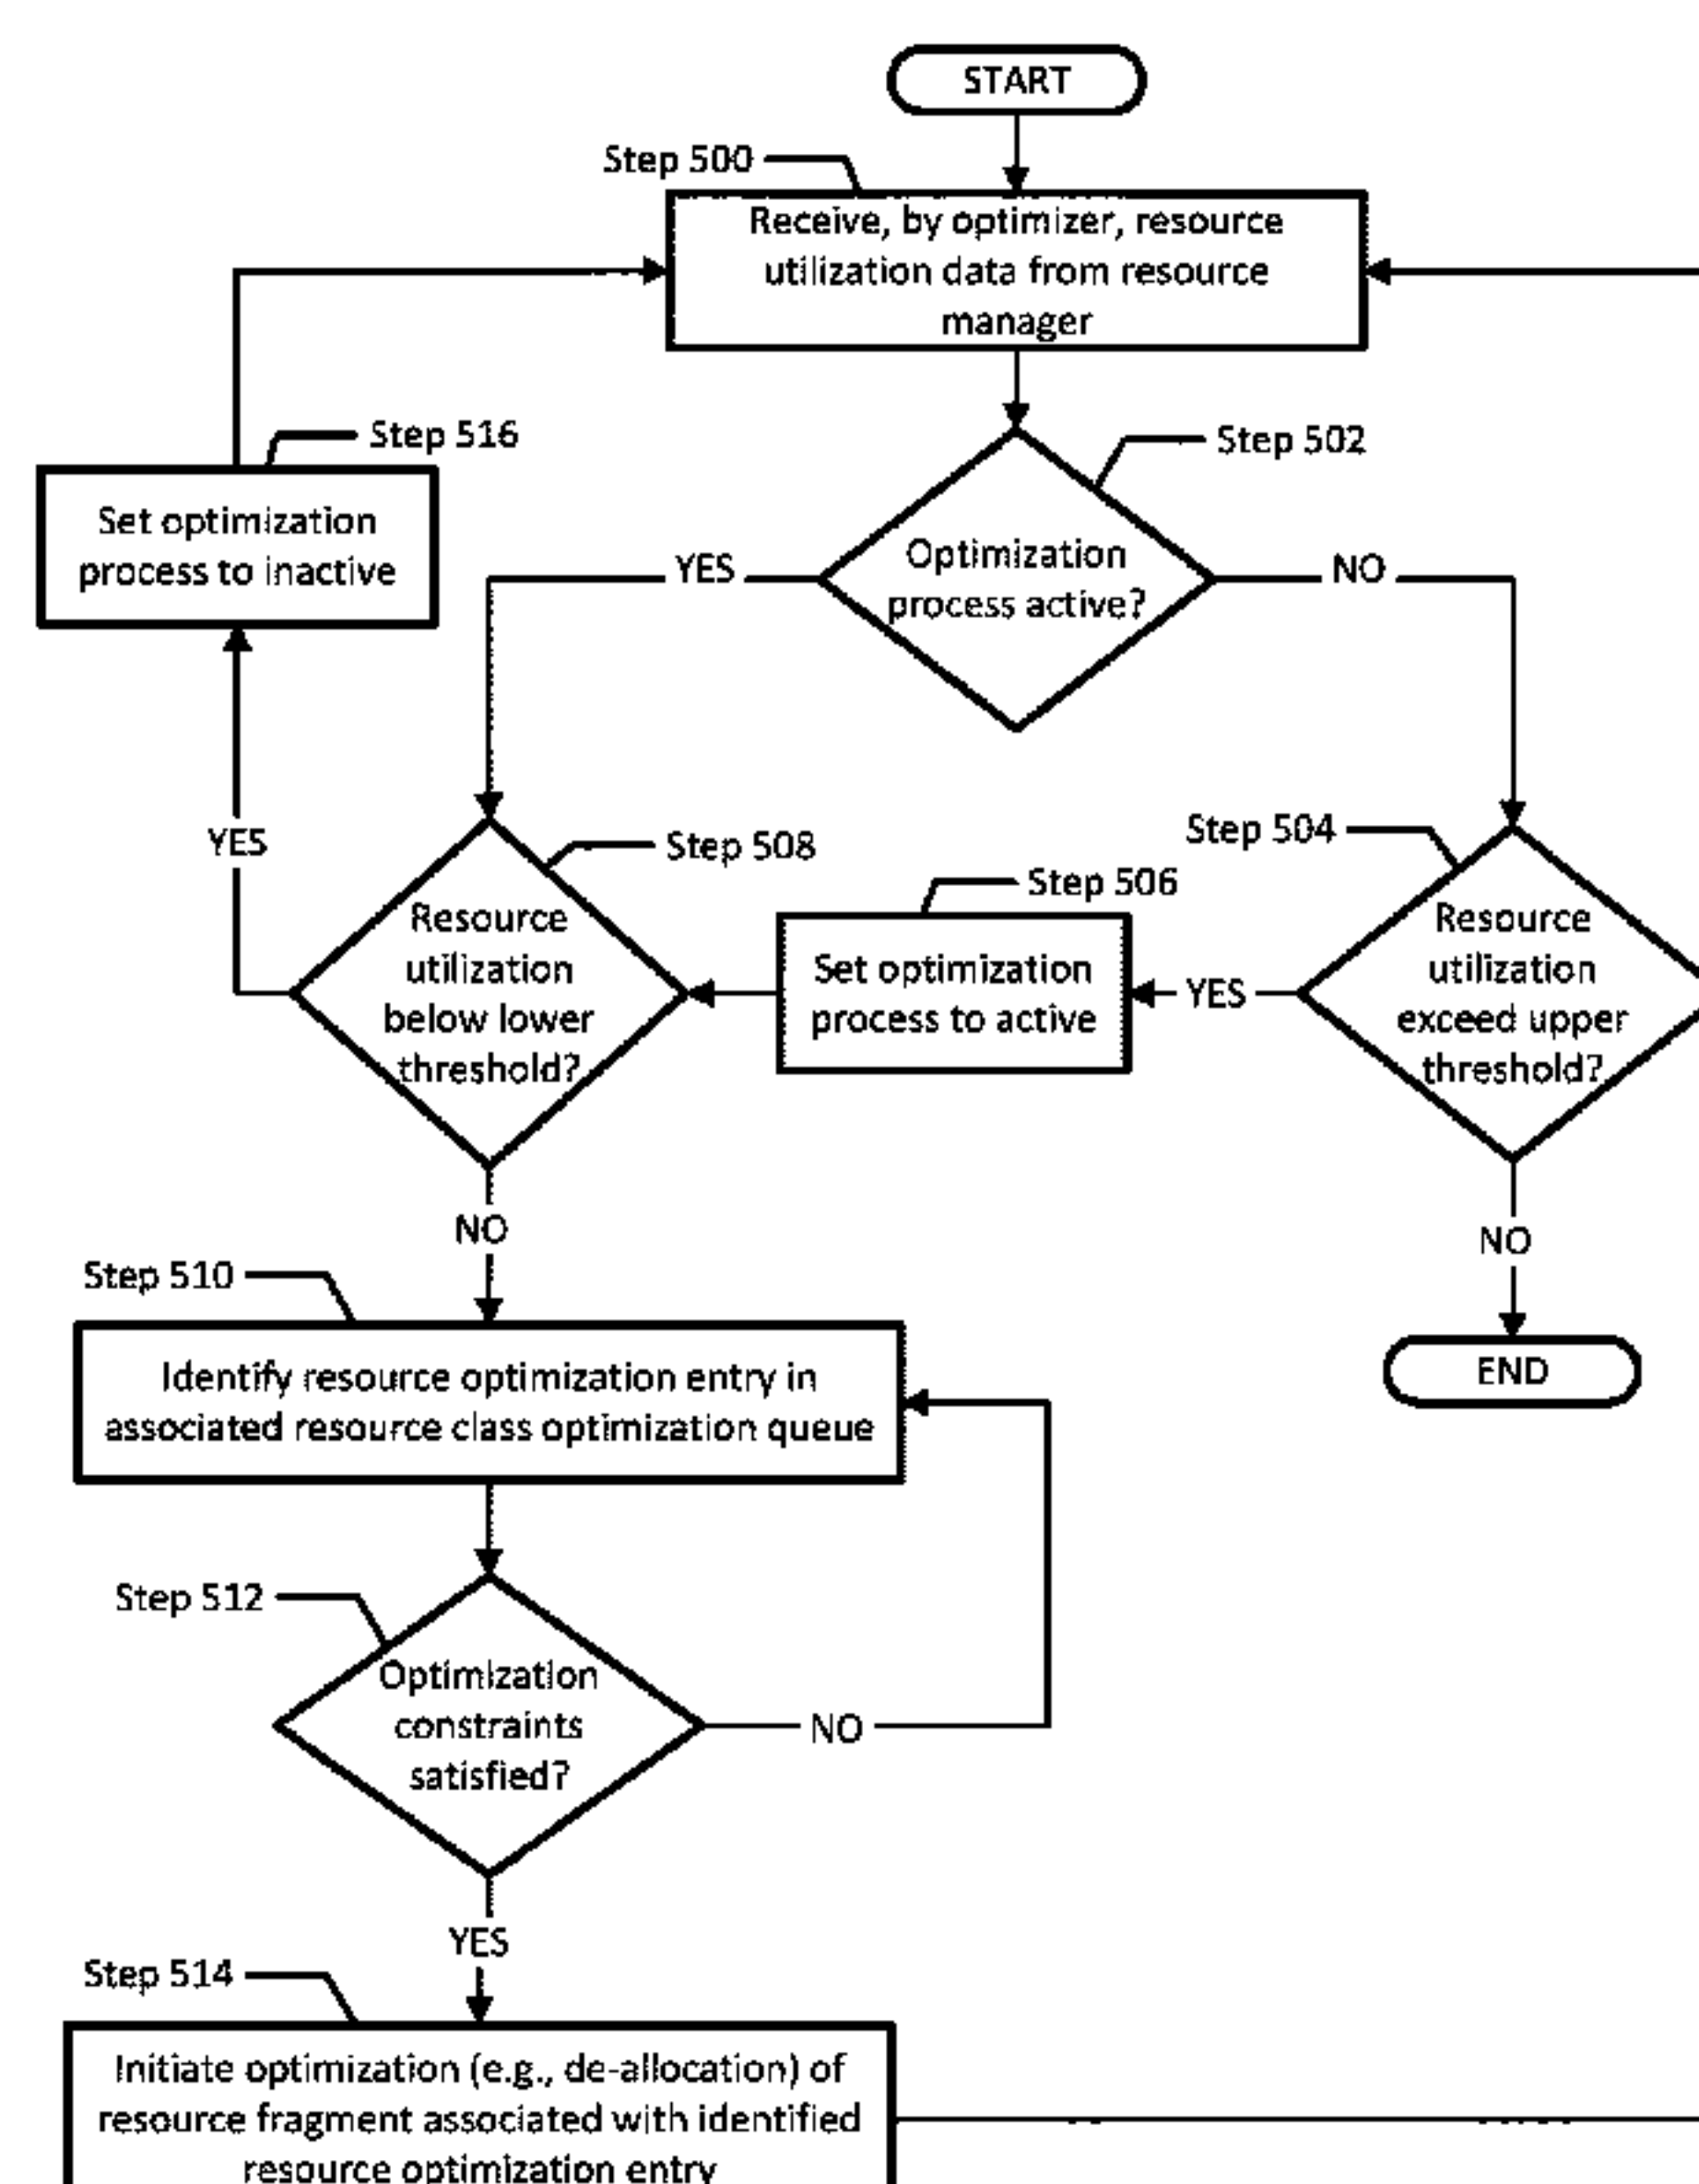 START
Step 500
Receive, by optimizer, resource
utilization data from resource
manager
Step 516
Set optimization
process to inactive
Step 502
Optimization
process active?
YES
NO
YES
Step 508
Resource
utilization
below lower
threshold?
Step 506
Set optimization
process to active
YES
Step 504
Resource
utilization
exceed upper
threshold?
NO
NO
END
Step 510
Identify resource optimization entry in
associated resource class optimization queue
Step 512
Optimization
constraints
satisfied?
NO
YES
Step 514
Initiate optimization (e.g., de-allocation) of
resource fragment associated with identified
resource optimization entry